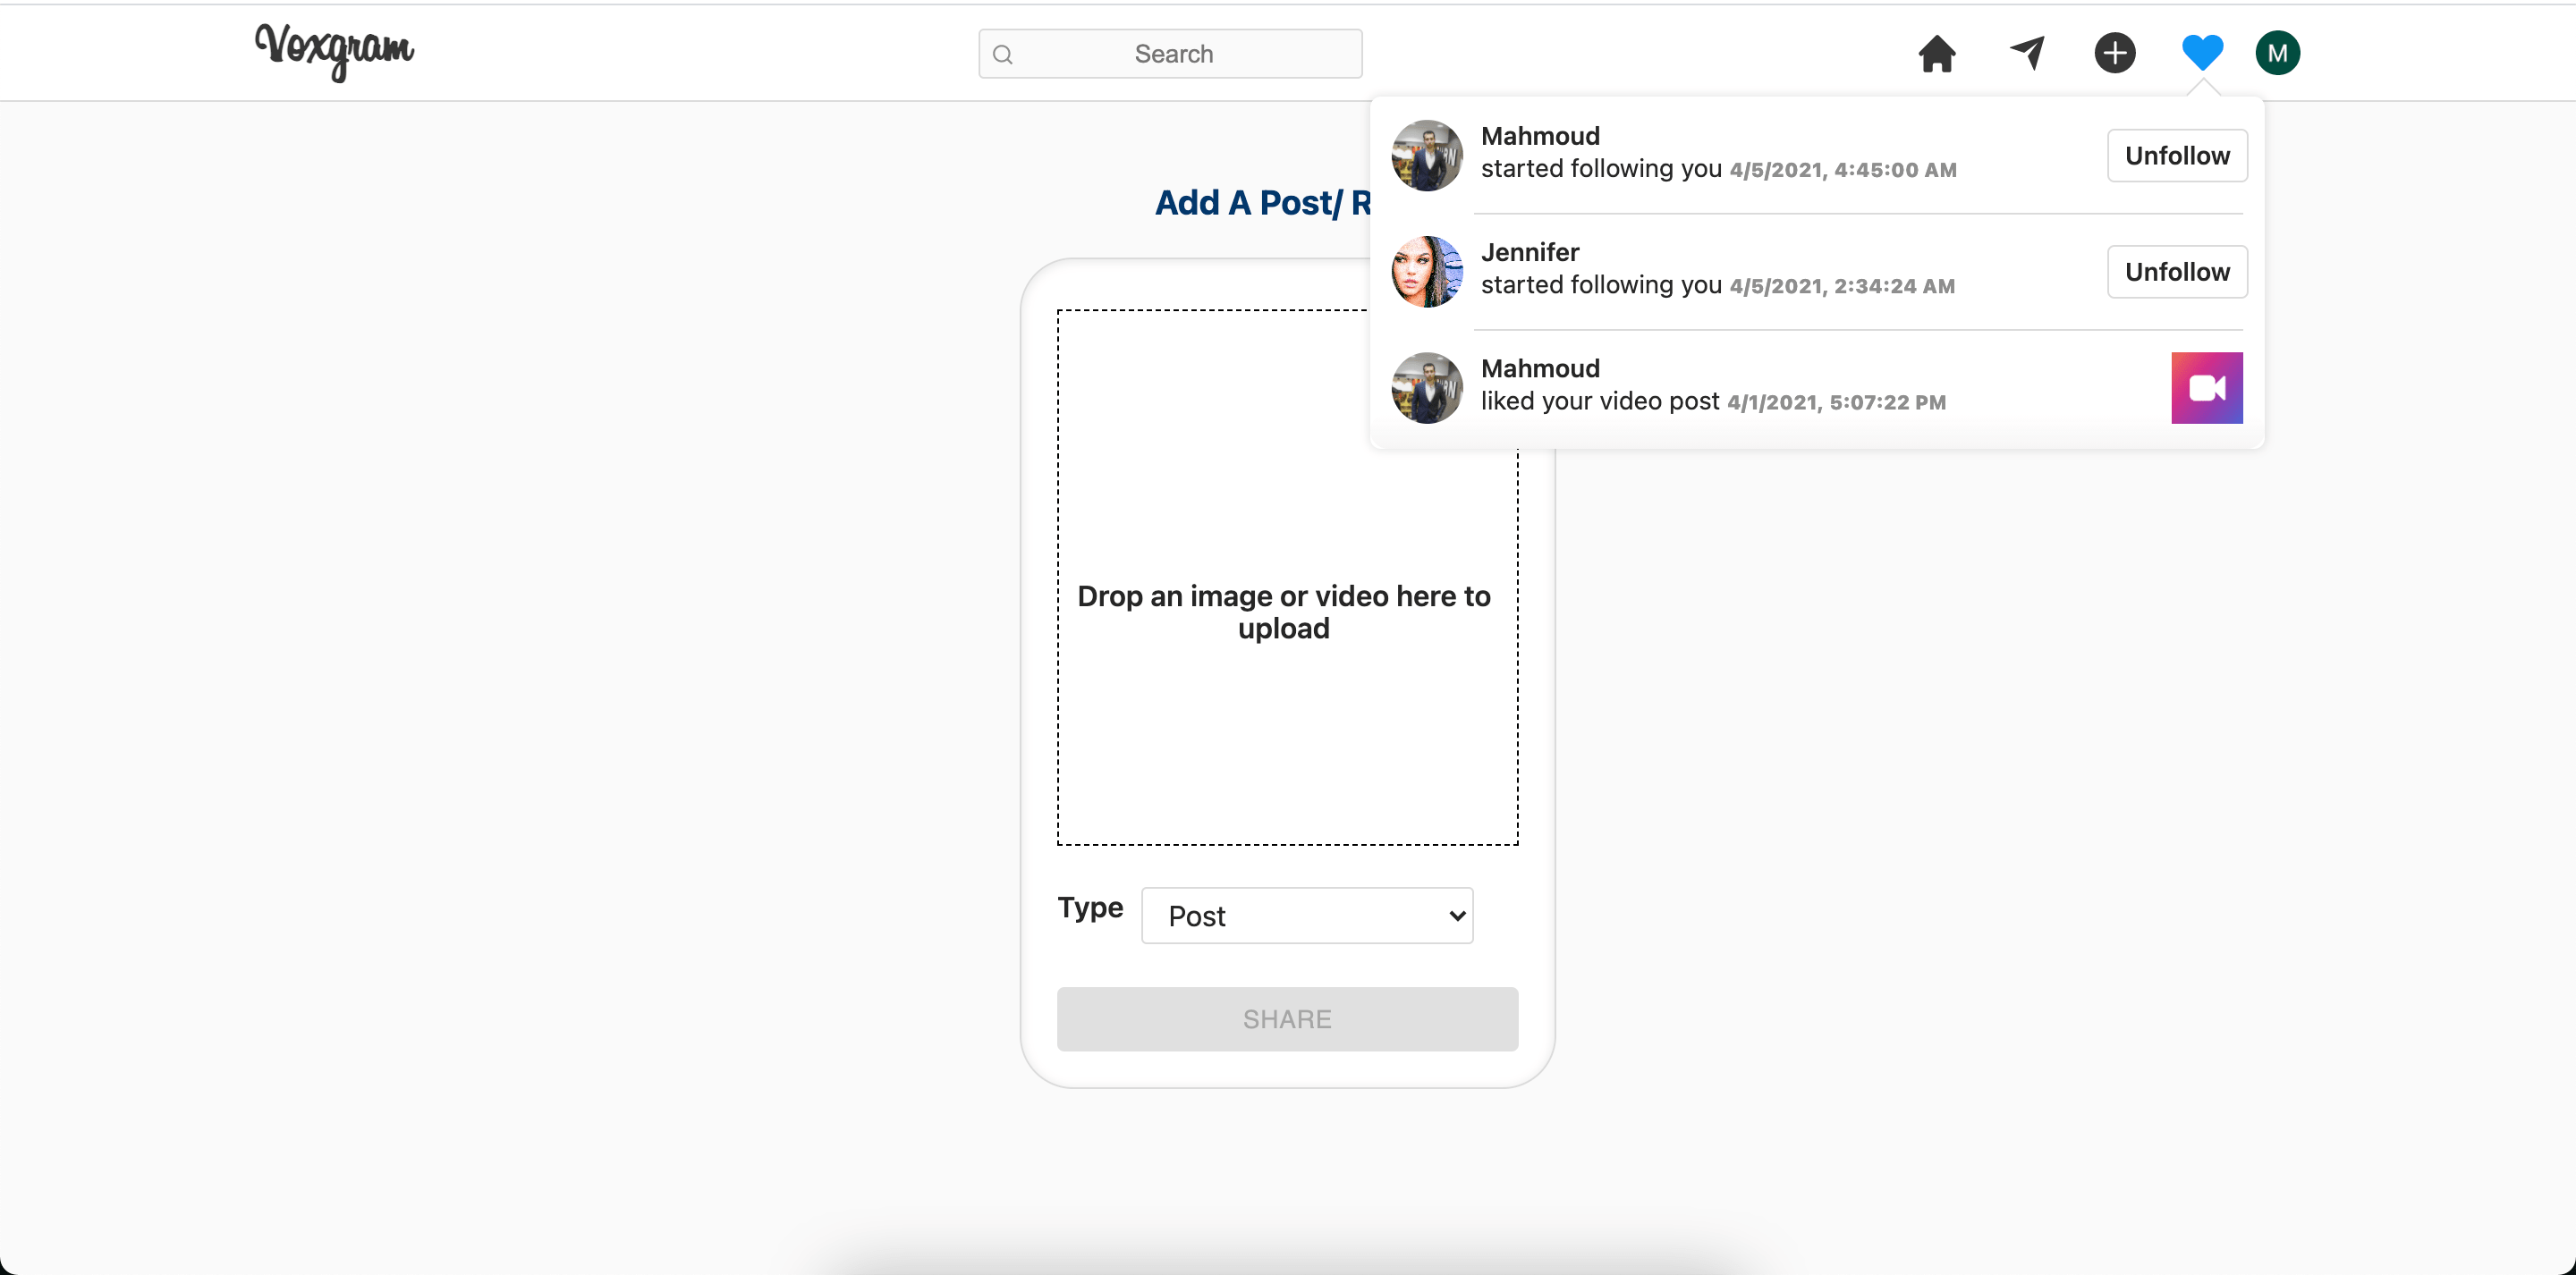 Voxgram
Search
M
Mahmoud
started following you 4/5/2021, 4:45:00 AM
Unfollow
Add A Post/ R
Jennifer
started following you 4/5/2021, 2:34:24 AM
Unfollow
Mahmoud
liked your video post 4/1/2021, 5:07:22 PM
Drop an image or video here to
upload
Type
Post
SHARE